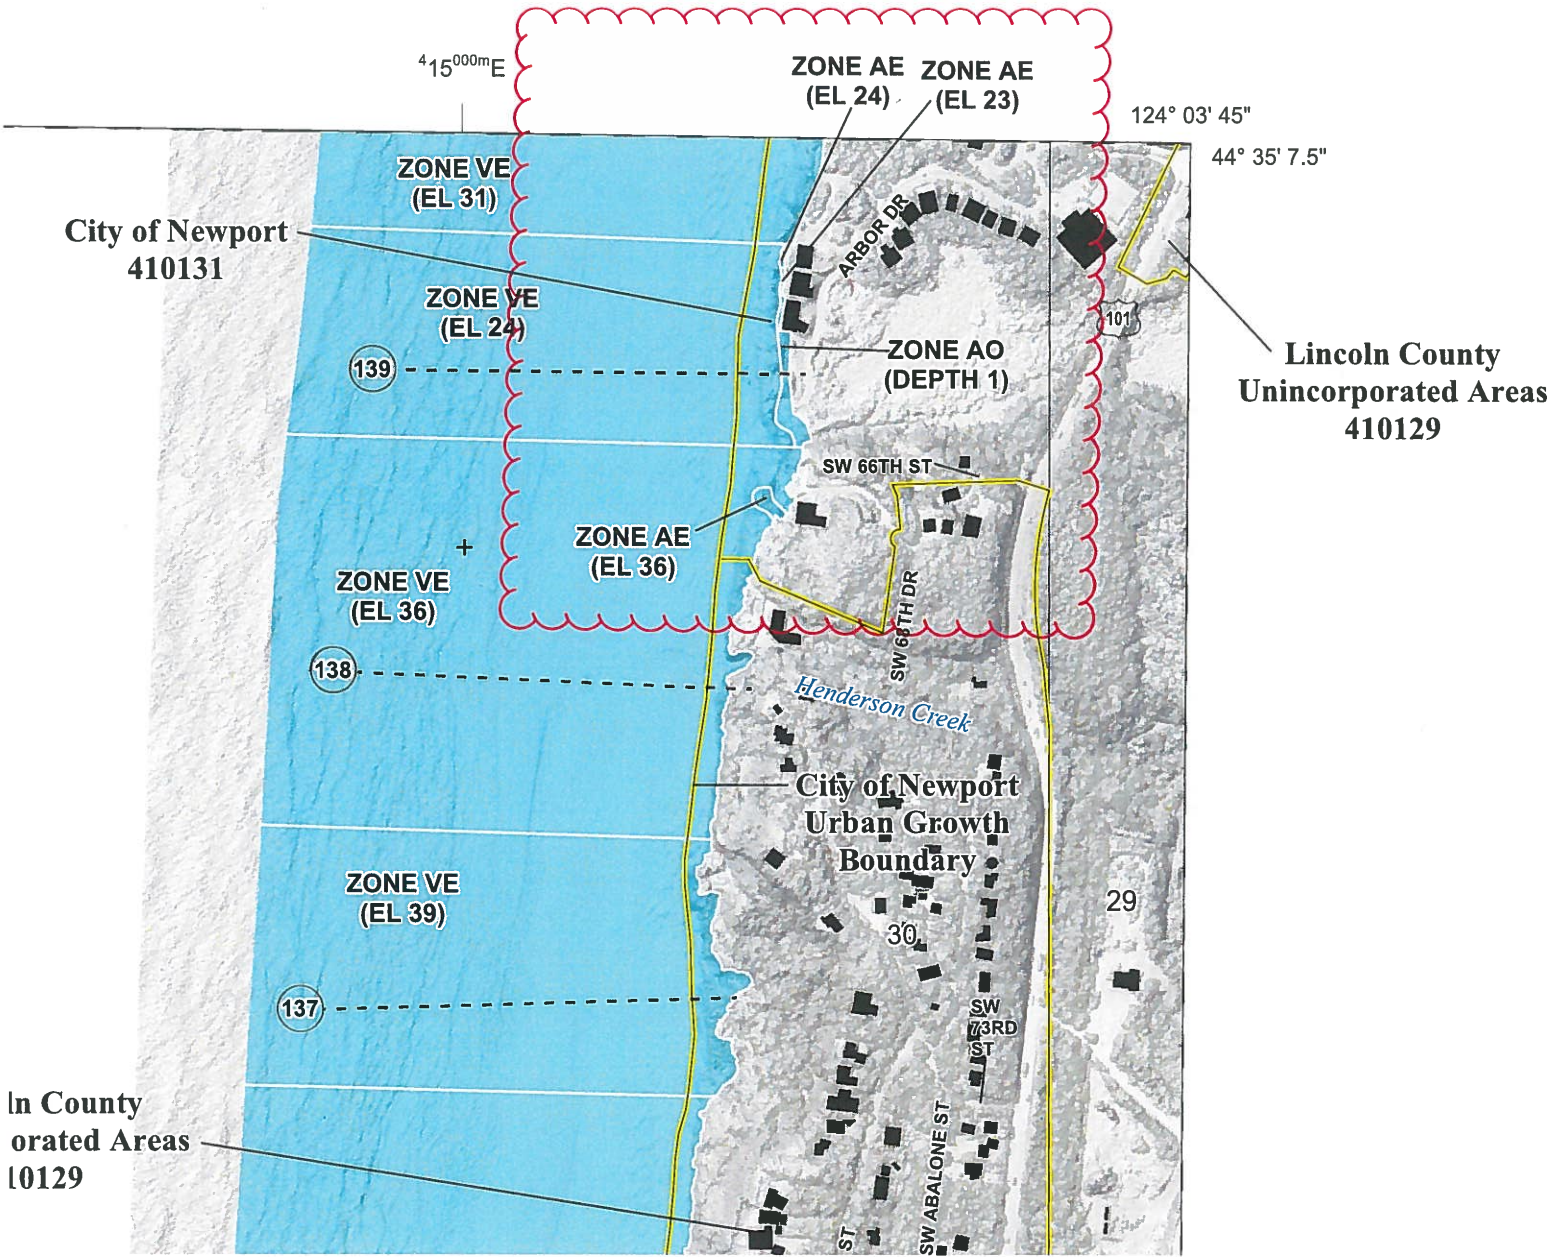 ⁴15⁰⁰⁰ᵐE
ZONE AE
(EL 24)
ZONE AE
(EL 23)
124° 03' 45"
44° 35' 7.5"
ZONE VE
(EL 31)
City of Newport
410131
ARBOR DR
ZONE VE
(EL 24)
101
139
ZONE AO
(DEPTH 1)
Lincoln County
Unincorporated Areas
410129
SW 66TH ST
ZONE AE
(EL 36)
ZONE VE
(EL 36)
SW 68TH DR
138
Henderson Creek
City of Newport
Urban Growth
Boundary
ZONE VE
(EL 39)
29
30
137
SW
73RD
ST
ln County
orated Areas
10129
SW ABALONE ST
ST